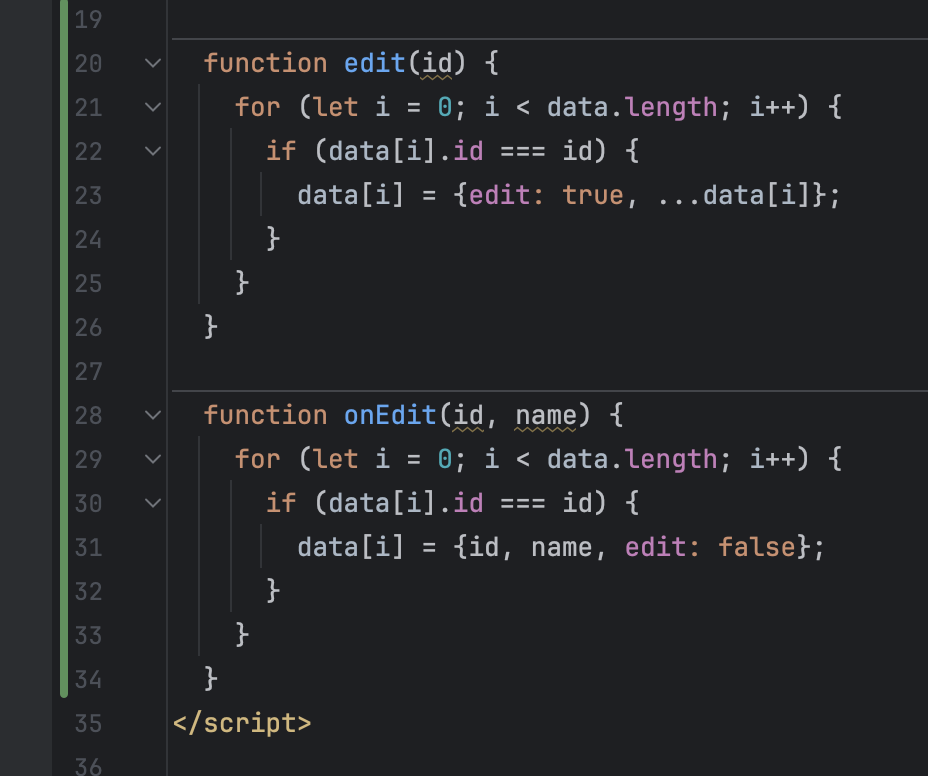 19
20 function edit(id) {
21 for (let i = 0; i < data.length; i++) {
22 if (data[i].id === id) {
23 data[i] = {edit: true, ...data[i]};
24 }
25 }
26 }
27
28 function onEdit(id, name) {
29 for (let i = 0; i < data.length; i++) {
30 if (data[i].id === id) {
31 data[i] = {id, name, edit: false};
32 }
33 }
34 }
35 </script>
36